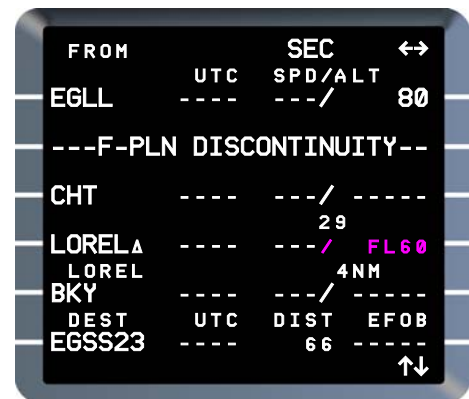 FROM SEC ←→
UTC SPD/ALT
EGLL ---- ---/ 80
---F-PLN DISCONTINUITY--
CHT ---- ---/ -----
29
LOREL∆ ---- ---/ FL60
LOREL 4NM
BKY ---- ---/ -----
DEST UTC DIST EFOB
EGSS23 ---- 66 -----
↑↓